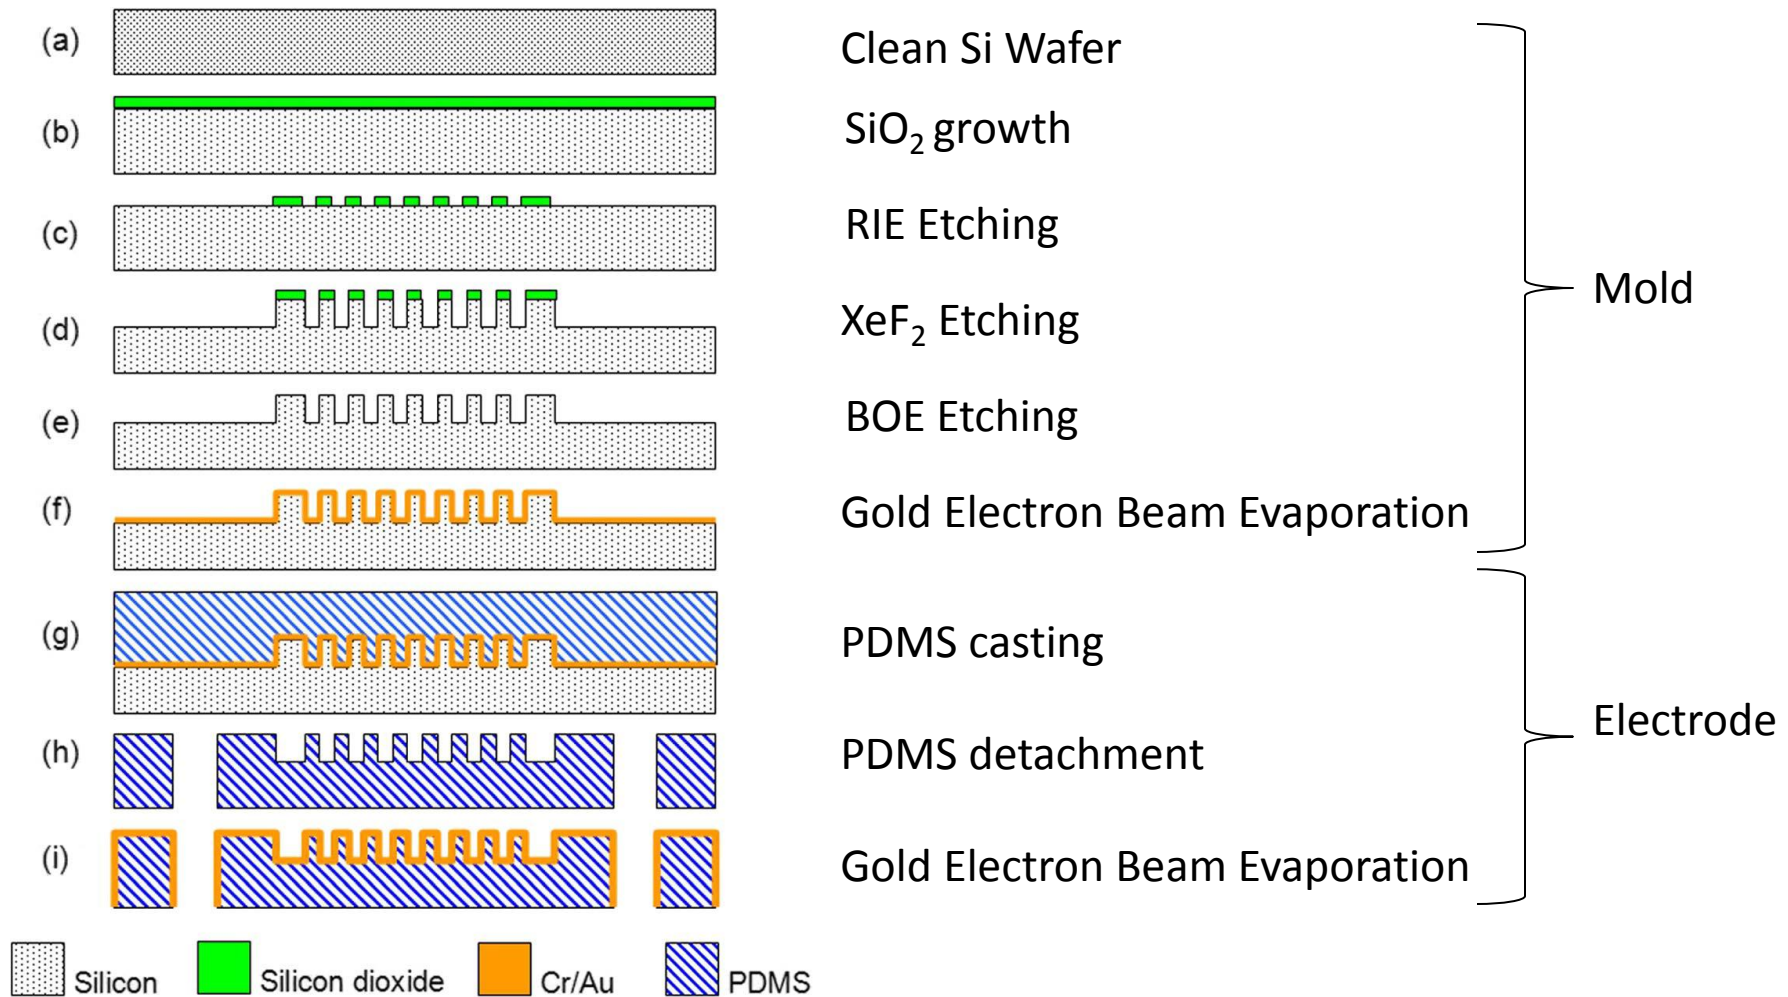 (a) Clean Si Wafer
(b) SiO₂ growth
(c) RIE Etching
(d) XeF₂ Etching
(e) BOE Etching
(f) Gold Electron Beam Evaporation
Mold
(g) PDMS casting
(h) PDMS detachment
(i) Gold Electron Beam Evaporation
Electrode
Silicon
Silicon dioxide
Cr/Au
PDMS